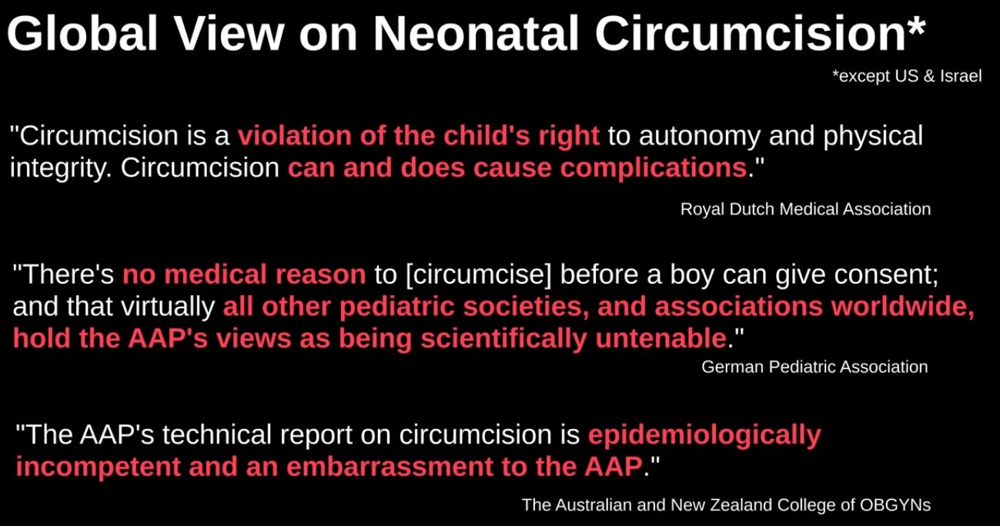 Global View on Neonatal Circumcision*
*except US & Israel
"Circumcision is a violation of the child's right to autonomy and physical
integrity. Circumcision can and does cause complications."
Royal Dutch Medical Association
"There's no medical reason to [circumcise] before a boy can give consent;
and that virtually all other pediatric societies, and associations worldwide,
hold the AAP's views as being scientifically untenable."
German Pediatric Association
"The AAP's technical report on circumcision is epidemiologically
incompetent and an embarrassment to the AAP."
The Australian and New Zealand College of OBGYNs